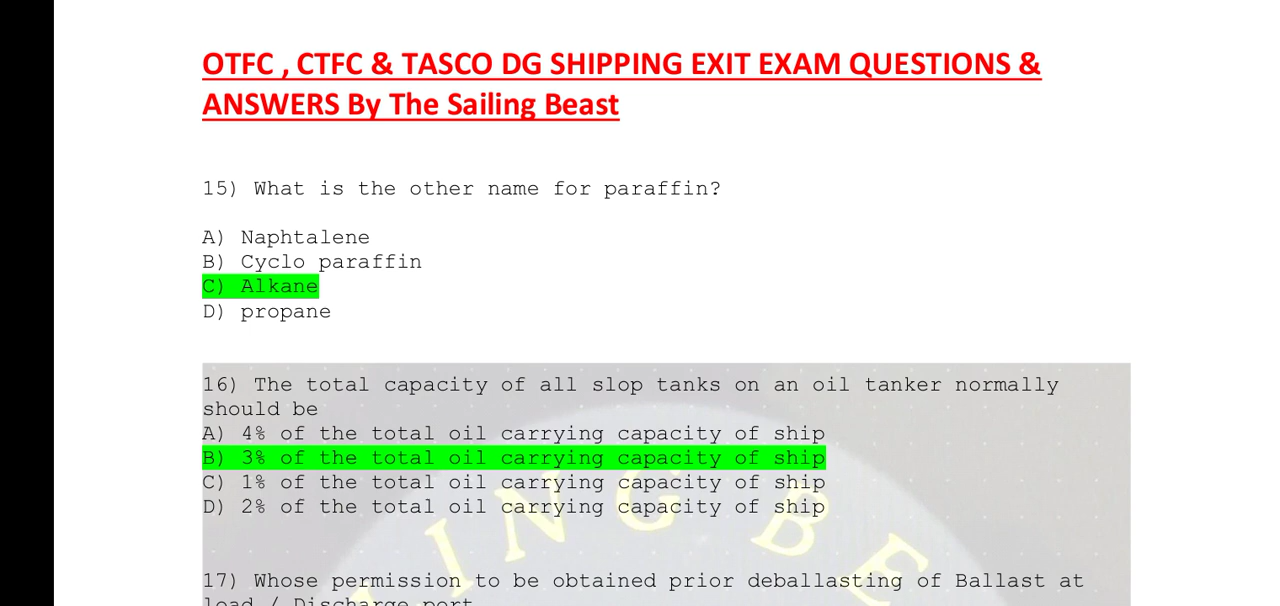 OTFC , CTFC & TASCO DG SHIPPING EXIT EXAM QUESTIONS &
ANSWERS By The Sailing Beast
15) What is the other name for paraffin?
A) Naphtalene
B) Cyclo paraffin
C) Alkane
D) propane
16) The total capacity of all slop tanks on an oil tanker normally
should be
A) 4% of the total oil carrying capacity of ship
B) 3% of the total oil carrying capacity of ship
C) 1% of the total oil carrying capacity of ship
D) 2% of the total oil carrying capacity of ship
I N G B E
17) Whose permission to be obtained prior deballasting of Ballast at
load / Discharge port